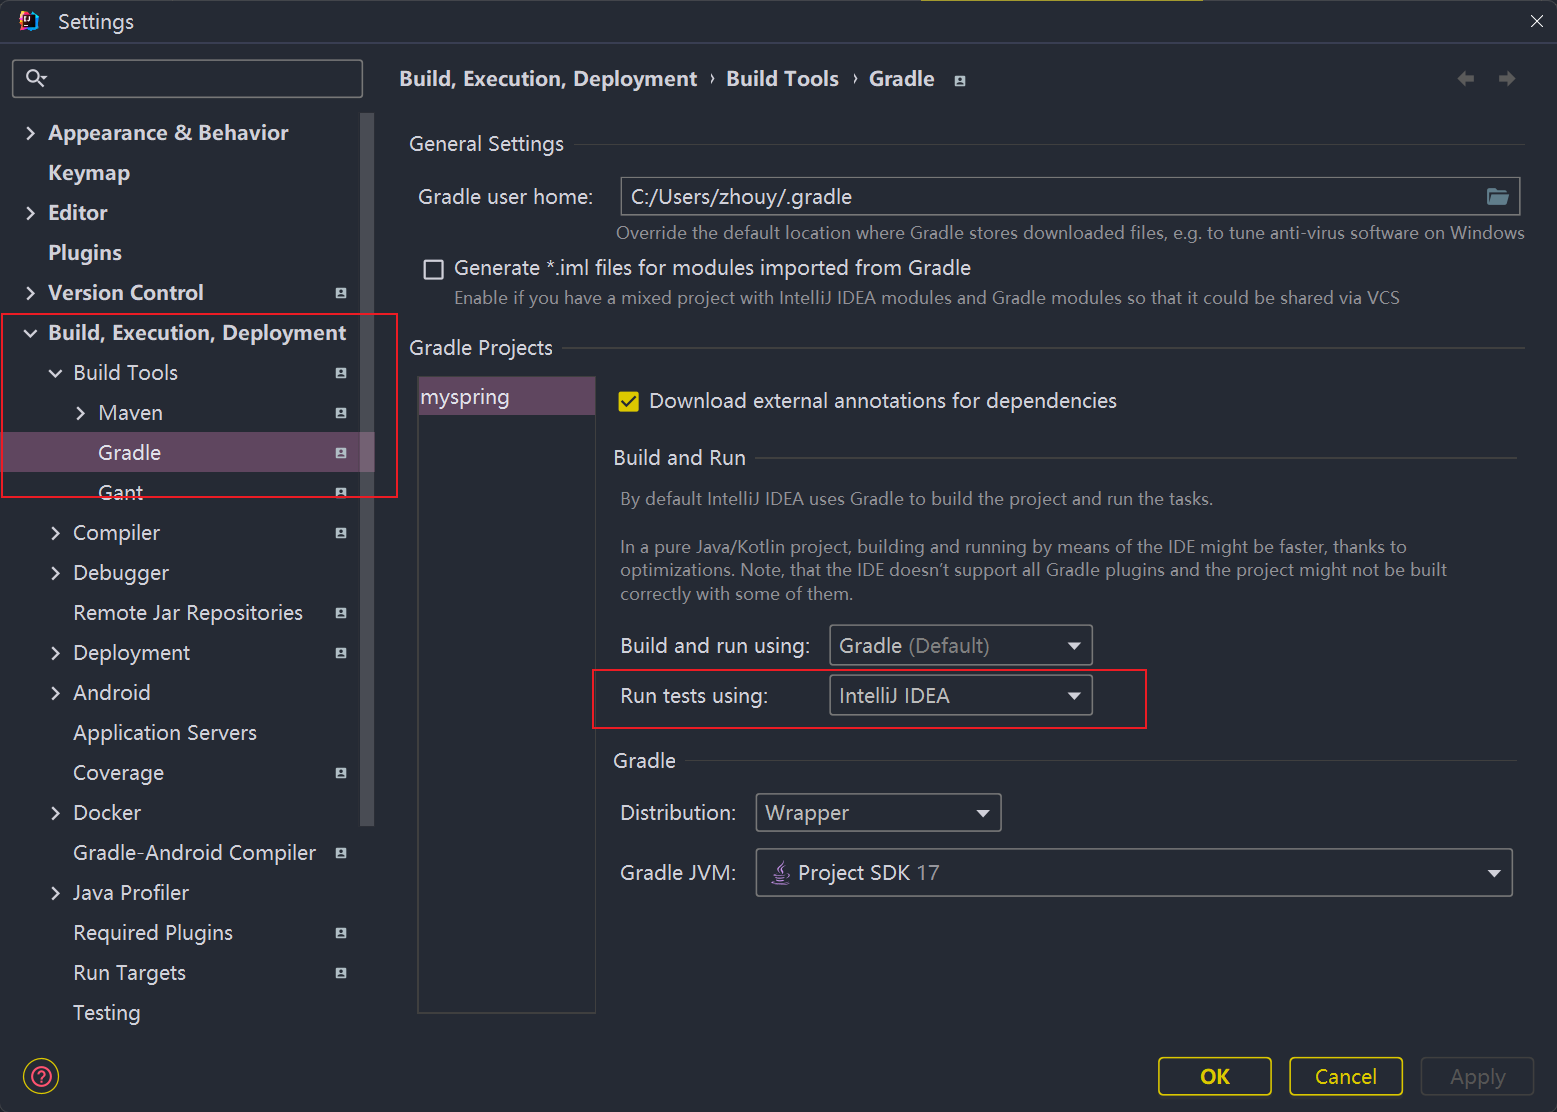 Settings
Appearance & Behavior
Keymap
Editor
Plugins
Version Control
Build, Execution, Deployment
Build Tools
Maven
Gradle
Gant
Compiler
Debugger
Remote Jar Repositories
Deployment
Android
Application Servers
Coverage
Docker
Gradle-Android Compiler
Java Profiler
Required Plugins
Run Targets
Testing
Build, Execution, Deployment › Build Tools › Gradle
General Settings
Gradle user home: C:/Users/zhouy/.gradle
Override the default location where Gradle stores downloaded files, e.g. to tune anti-virus software on Windows
Generate *.iml files for modules imported from Gradle
Enable if you have a mixed project with IntelliJ IDEA modules and Gradle modules so that it could be shared via VCS
Gradle Projects
myspring
Download external annotations for dependencies
Build and Run
By default IntelliJ IDEA uses Gradle to build the project and run the tasks.
In a pure Java/Kotlin project, building and running by means of the IDE might be faster, thanks to
optimizations. Note, that the IDE doesn't support all Gradle plugins and the project might not be built
correctly with some of them.
Build and run using: Gradle (Default)
Run tests using: IntelliJ IDEA
Gradle
Distribution: Wrapper
Gradle JVM: Project SDK 17
? OK Cancel Apply